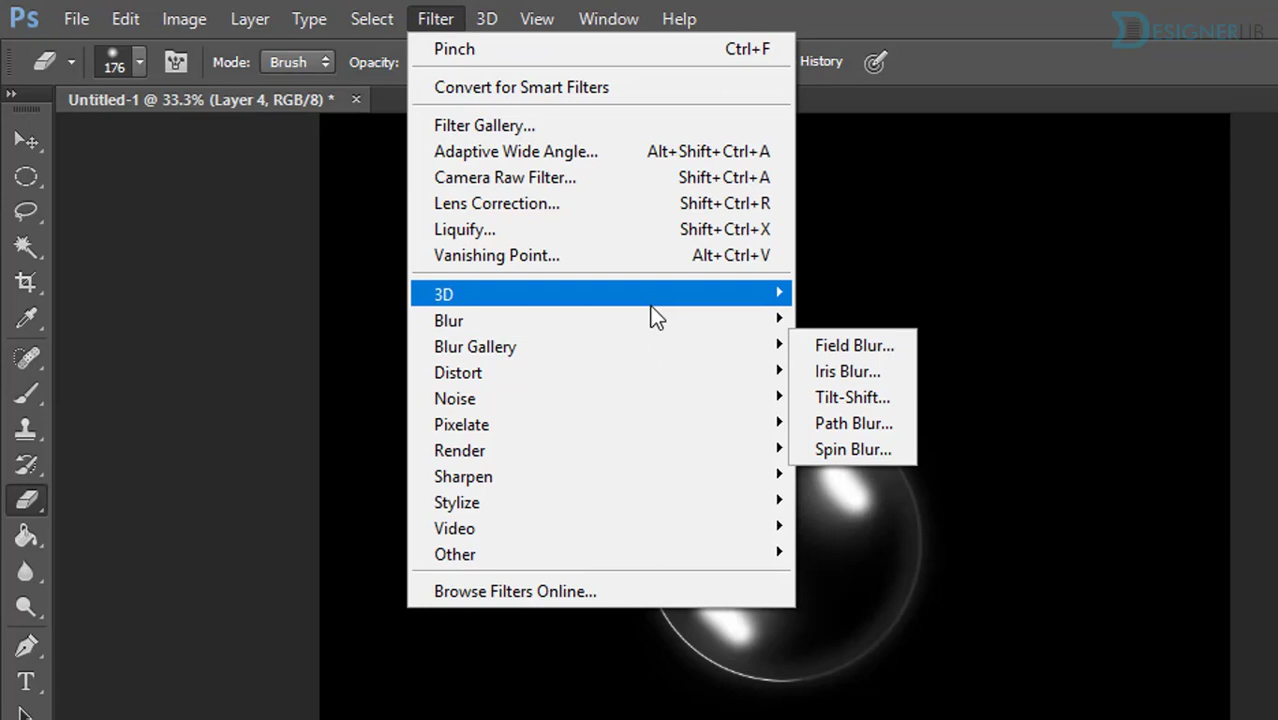 Ps File Edit Image Layer Type Select Filter 3D View Window Help
DESIGNERLIB
176 Mode: Brush Opacity: History
Untitled-1 @ 33.3% (Layer 4, RGB/8) * ×
Pinch Ctrl+F
Convert for Smart Filters
Filter Gallery...
Adaptive Wide Angle... Alt+Shift+Ctrl+A
Camera Raw Filter... Shift+Ctrl+A
Lens Correction... Shift+Ctrl+R
Liquify... Shift+Ctrl+X
Vanishing Point... Alt+Ctrl+V
3D
Blur
Blur Gallery
Distort
Noise
Pixelate
Render
Sharpen
Stylize
Video
Other
Browse Filters Online...
Field Blur...
Iris Blur...
Tilt-Shift...
Path Blur...
Spin Blur...
T